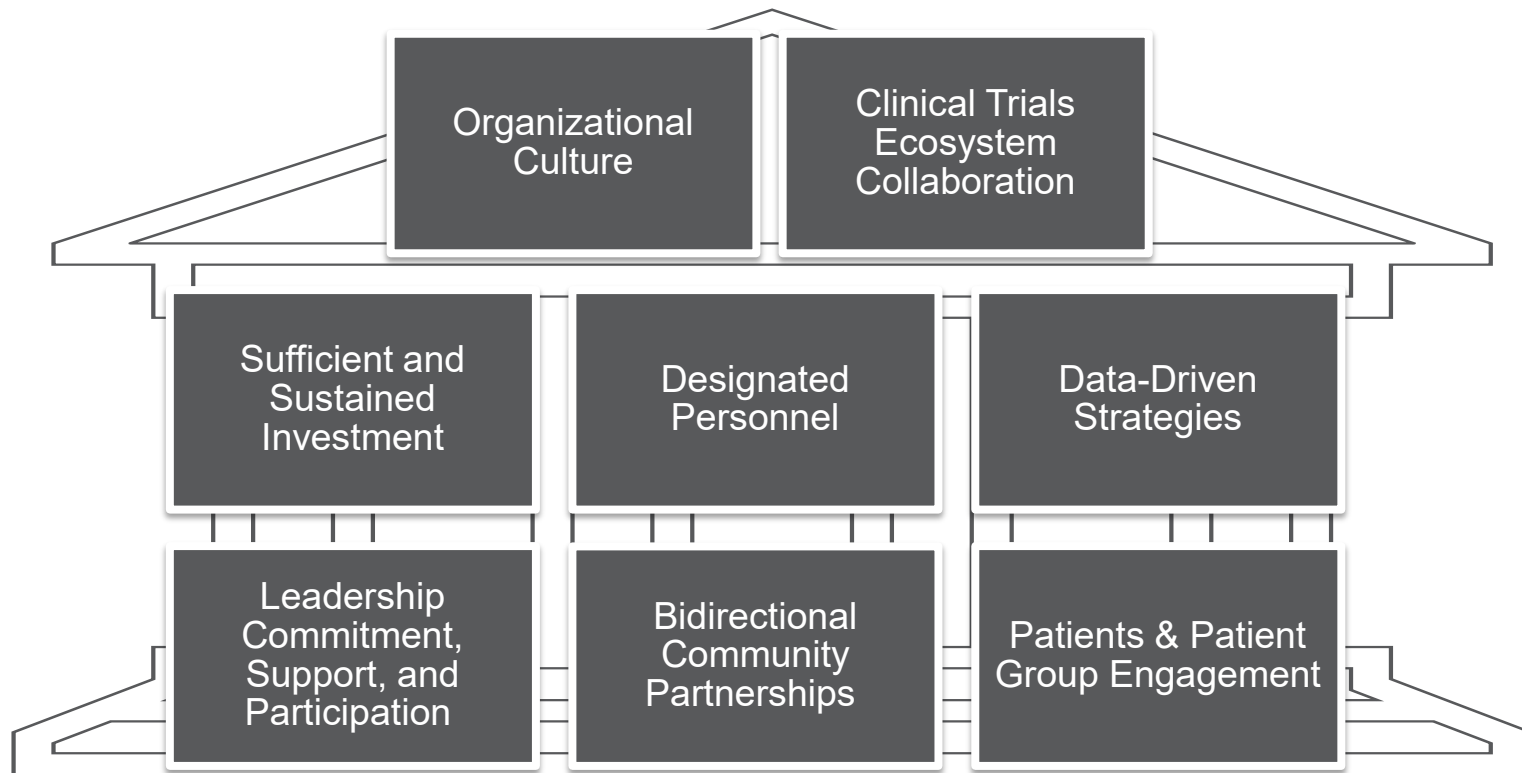 Organizational
Culture
Clinical Trials
Ecosystem
Collaboration
Sufficient and
Sustained
Investment
Designated
Personnel
Data-Driven
Strategies
Leadership
Commitment,
Support, and
Participation
Bidirectional
Community
Partnerships
Patients & Patient
Group Engagement